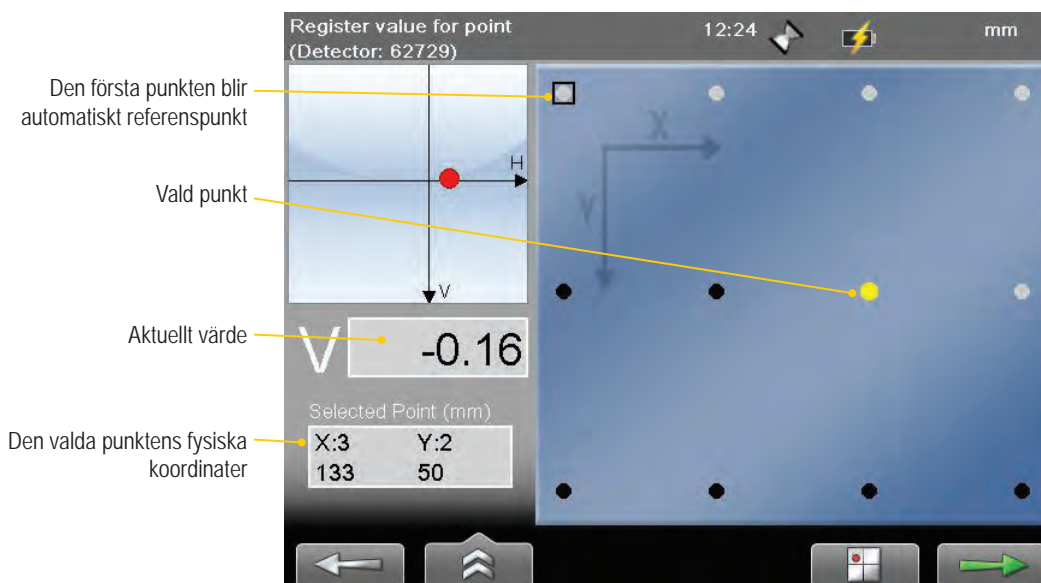 Register value for point
(Detector: 62729)
12:24
mm
Den första punkten blir
automatiskt referenspunkt
Vald punkt
Aktuellt värde
Den valda punktens fysiska
koordinater
H
V
V
-0.16
Selected Point (mm)
X:3 Y:2
133 50
X
Y